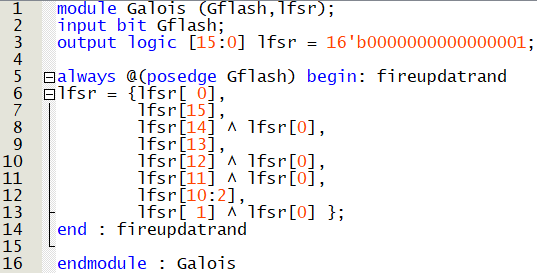 1 module Galois (Gflash,lfsr);
2 input bit Gflash;
3 output logic [15:0] lfsr = 16'b0000000000000001;
4
5 always @(posedge Gflash) begin: fireupdatrand
6 lfsr = {lfsr[ 0],
7 lfsr[15],
8 lfsr[14] ^ lfsr[0],
9 lfsr[13],
10 lfsr[12] ^ lfsr[0],
11 lfsr[11] ^ lfsr[0],
12 lfsr[10:2],
13 lfsr[ 1] ^ lfsr[0] };
14 end : fireupdatrand
15
16 endmodule : Galois